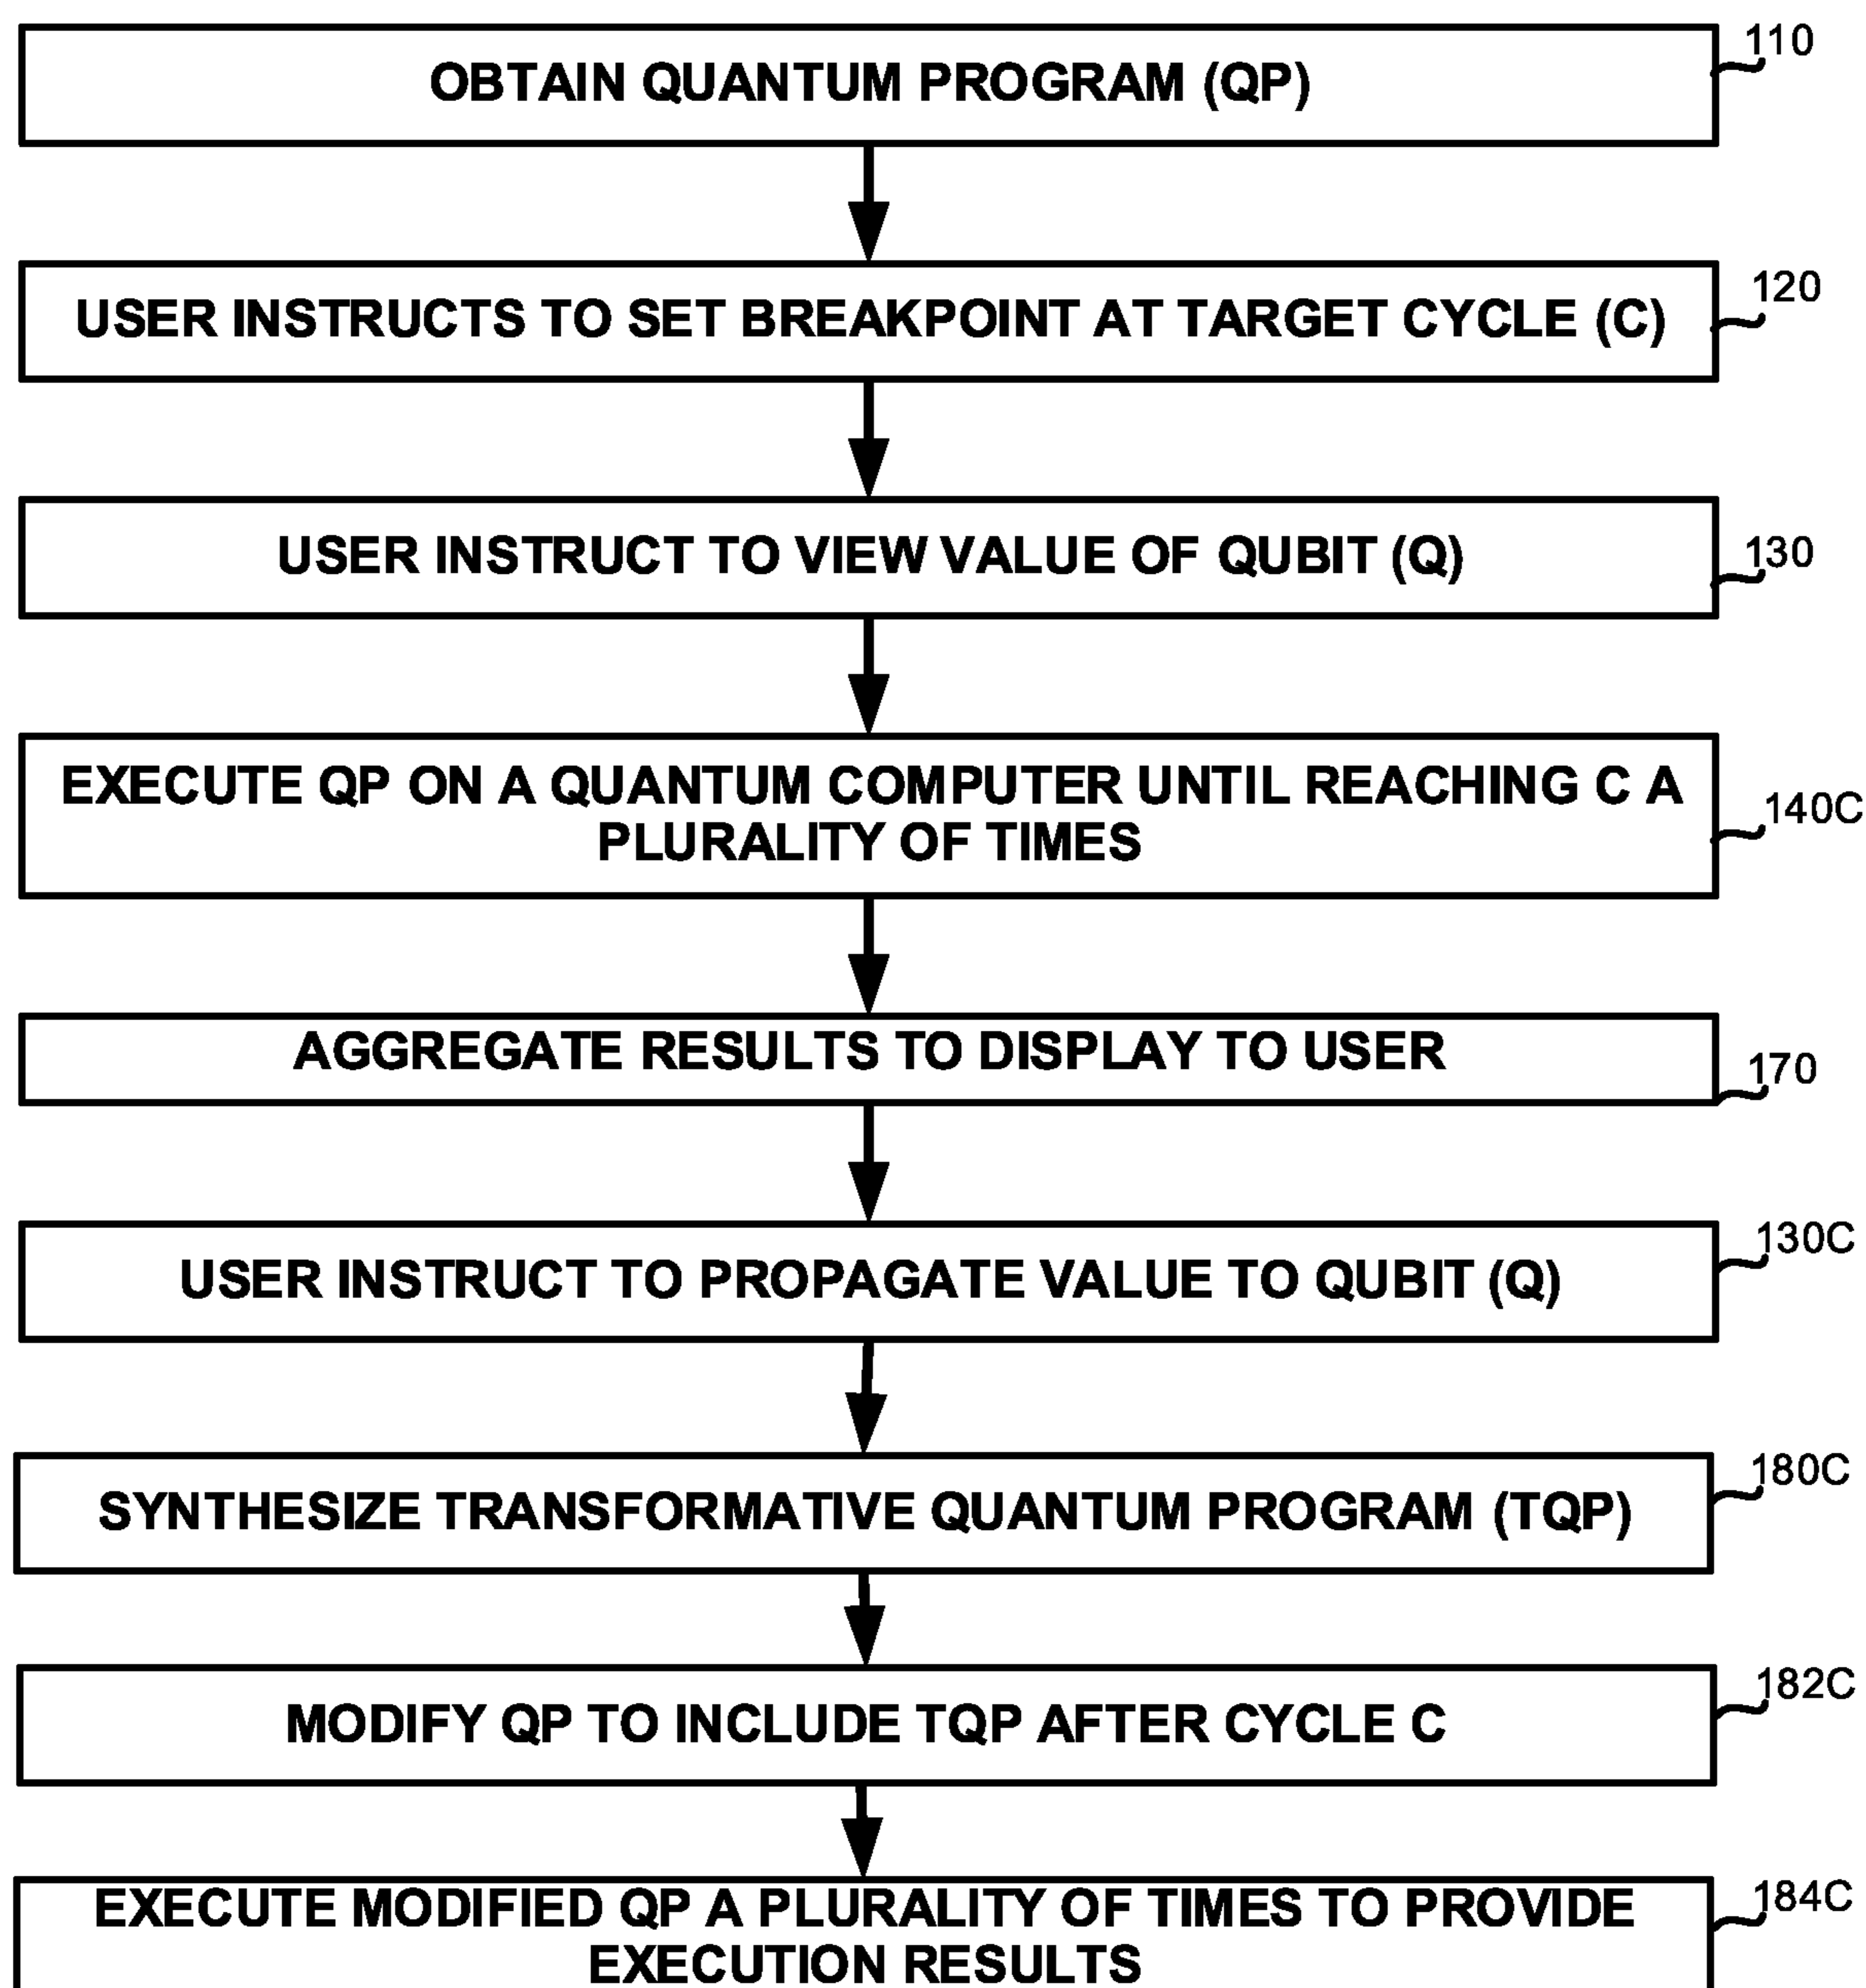 110
OBTAIN QUANTUM PROGRAM (QP)
120
USER INSTRUCTS TO SET BREAKPOINT AT TARGET CYCLE (C)
130
USER INSTRUCT TO VIEW VALUE OF QUBIT (Q)
140C
EXECUTE QP ON A QUANTUM COMPUTER UNTIL REACHING C A
PLURALITY OF TIMES
AGGREGATE RESULTS TO DISPLAY TO USER
170
130C
USER INSTRUCT TO PROPAGATE VALUE TO QUBIT (Q)
180C
SYNTHESIZE TRANSFORMATIVE QUANTUM PROGRAM (TQP)
182C
MODIFY QP TO INCLUDE TQP AFTER CYCLE C
184C
EXECUTE MODIFIED QP A PLURALITY OF TIMES TO PROVIDE
EXECUTION RESULTS